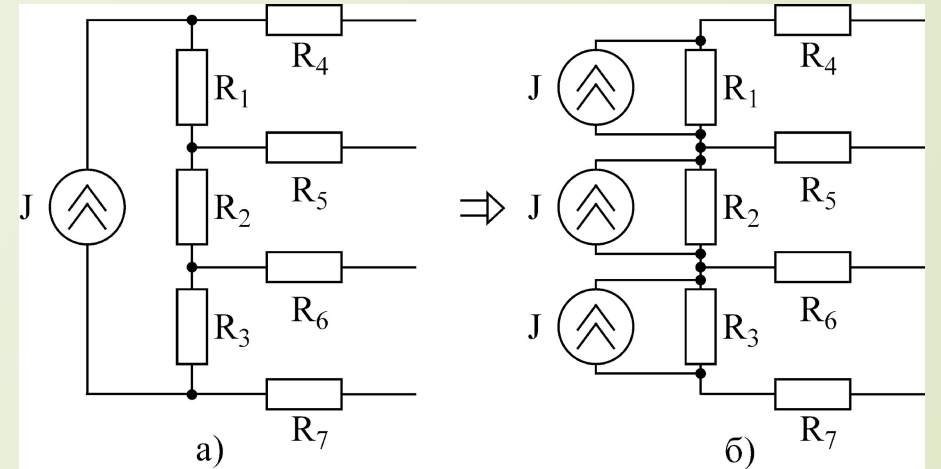 R₄
R₁
J
R₅
R₂
R₆
R₃
R₇
а)
R₄
J
R₁
R₅
J
R₂
R₆
J
R₃
R₇
б)